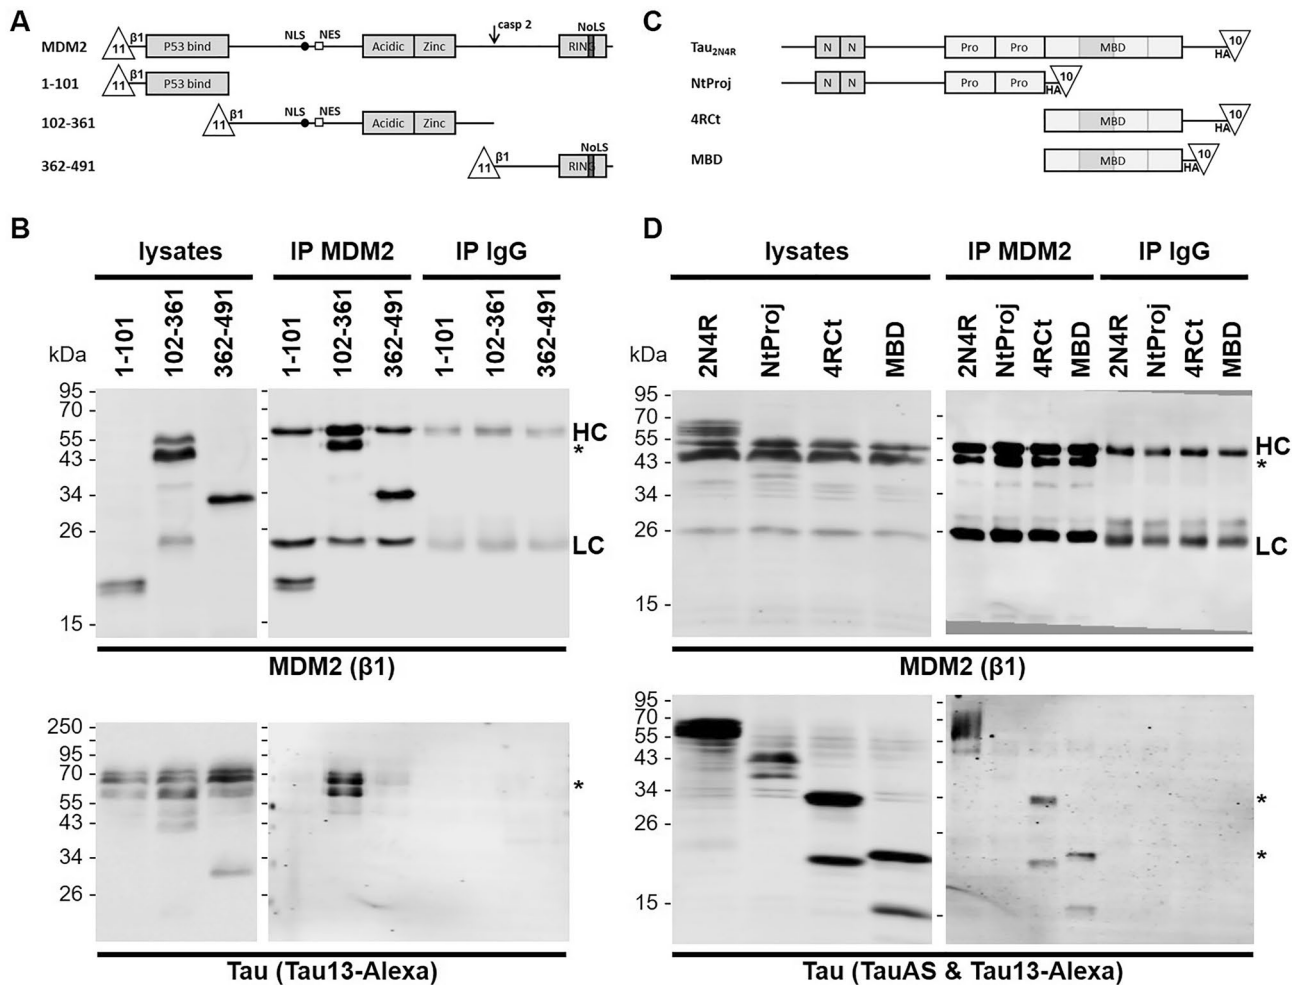 A
casp 2
NoLS
MDM2
11
β1
P53 bind
NLS
NES
Acidic
Zinc
RING
1-101
11
β1
P53 bind
102-361
11
β1
NLS
NES
Acidic
Zinc
NoLS
362-491
11
β1
RING
C
Tau2N4R
N
N
Pro
Pro
MBD
HA
10
NtProj
N
N
Pro
Pro
HA
10
4RCt
MBD
HA
10
MBD
MBD
HA
10
B
lysates
IP MDM2
IP IgG
kDa
1-101
102-361
362-491
1-101
102-361
362-491
1-101
102-361
362-491
95 -
70 -
55 -
43 -
34 -
26 -
15 -
HC
*
LC
MDM2 (β1)
250 -
95 -
70 -
55 -
43 -
34 -
26 -
*
Tau (Tau13-Alexa)
D
lysates
IP MDM2
IP IgG
kDa
2N4R
NtProj
4RCt
MBD
2N4R
NtProj
4RCt
MBD
2N4R
NtProj
4RCt
MBD
95 -
70 -
55 -
43 -
34 -
26 -
15 -
HC
*
LC
MDM2 (β1)
95 -
70 -
55 -
43 -
34 -
26 -
15 -
*
*
Tau (TauAS & Tau13-Alexa)